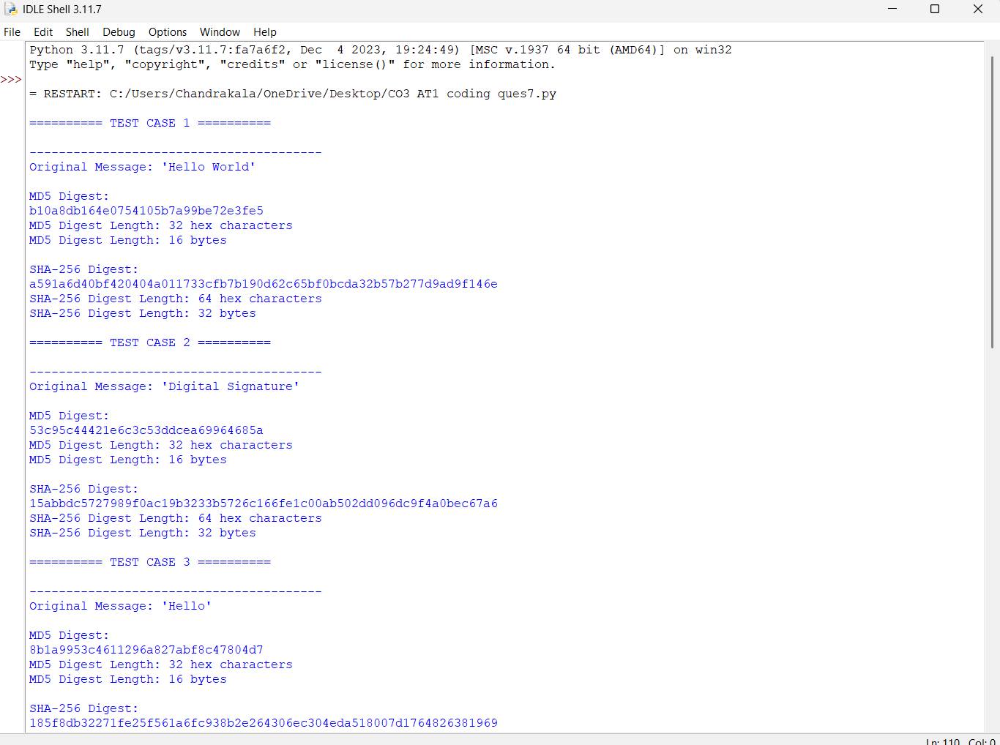 IDLE Shell 3.11.7
File Edit Shell Debug Options Window Help
Python 3.11.7 (tags/v3.11.7:fa7a6f2, Dec  4 2023, 19:24:49) [MSC v.1937 64 bit (AMD64)] on win32
Type "help", "copyright", "credits" or "license()" for more information.
>>>
= RESTART: C:/Users/Chandrakala/OneDrive/Desktop/CO3 AT1 coding ques7.py
========== TEST CASE 1 ==========
----------------------------------------
Original Message: 'Hello World'
MD5 Digest:
b10a8db164e0754105b7a99be72e3fe5
MD5 Digest Length: 32 hex characters
MD5 Digest Length: 16 bytes
SHA-256 Digest:
a591a6d40bf420404a011733cfb7b190d62c65bf0bcda32b57b277d9ad9f146e
SHA-256 Digest Length: 64 hex characters
SHA-256 Digest Length: 32 bytes
========== TEST CASE 2 ==========
----------------------------------------
Original Message: 'Digital Signature'
MD5 Digest:
53c95c44421e6c3c53ddcea69964685a
MD5 Digest Length: 32 hex characters
MD5 Digest Length: 16 bytes
SHA-256 Digest:
15abbdc5727989f0ac19b3233b5726c166fe1c00ab502dd096dc9f4a0bec67a6
SHA-256 Digest Length: 64 hex characters
SHA-256 Digest Length: 32 bytes
========== TEST CASE 3 ==========
----------------------------------------
Original Message: 'Hello'
MD5 Digest:
8b1a9953c4611296a827abf8c47804d7
MD5 Digest Length: 32 hex characters
MD5 Digest Length: 16 bytes
SHA-256 Digest:
185f8db32271fe25f561a6fc938b2e264306ec304eda518007d1764826381969
Ln: 110 Col: 0